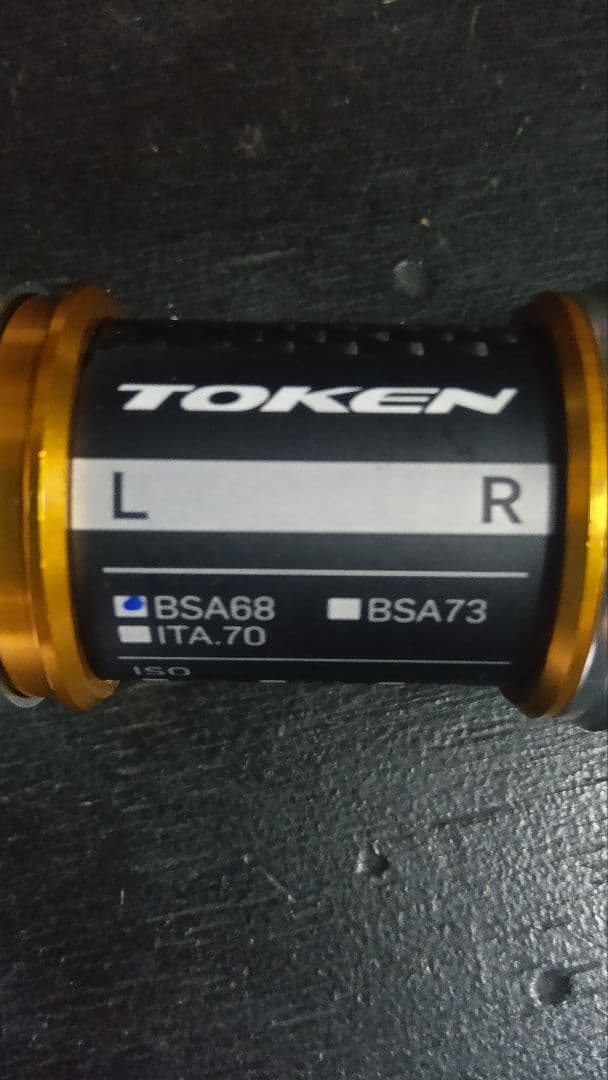 TOKEN
L R
BSA68 BSA73
ITA.70
ISO